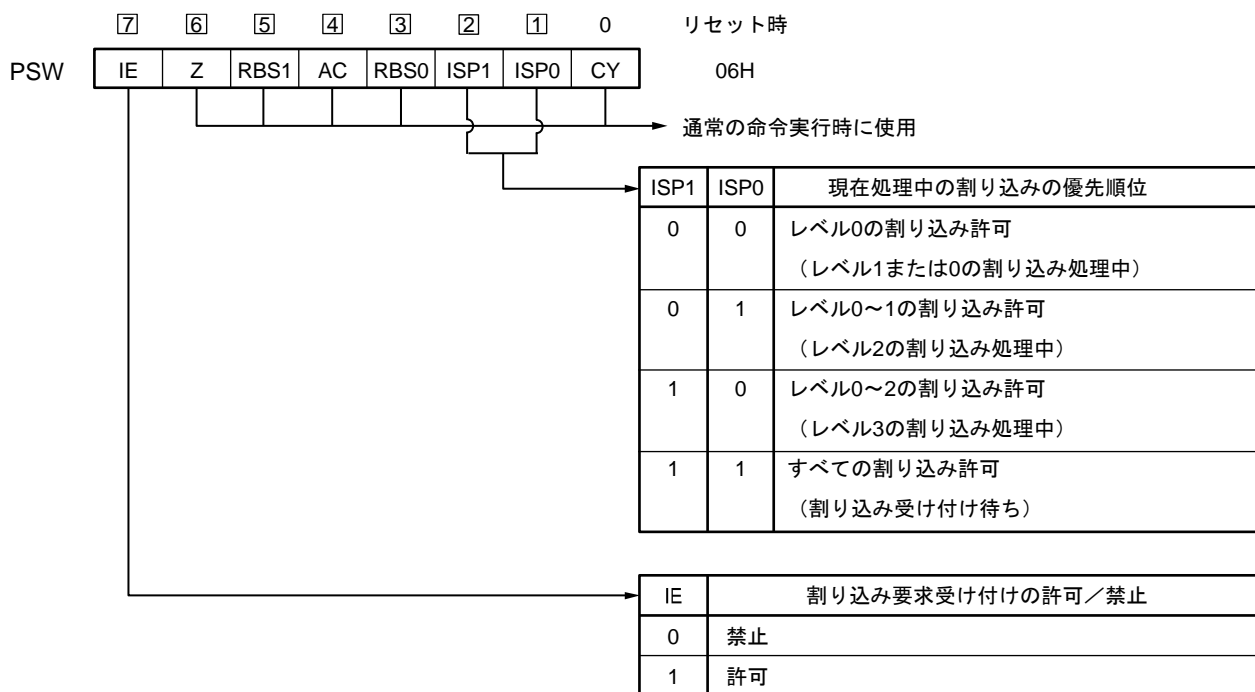 7 6 5 4 3 2 1 0 リセット時
PSW IE Z RBS1 AC RBS0 ISP1 ISP0 CY 06H
通常の命令実行時に使用
ISP1 ISP0 現在処理中の割り込みの優先順位
0 0 レベル0の割り込み許可
（レベル1または0の割り込み処理中）
0 1 レベル0～1の割り込み許可
（レベル2の割り込み処理中）
1 0 レベル0～2の割り込み許可
（レベル3の割り込み処理中）
1 1 すべての割り込み許可
（割り込み受け付け待ち）
IE 割り込み要求受け付けの許可／禁止
0 禁止
1 許可